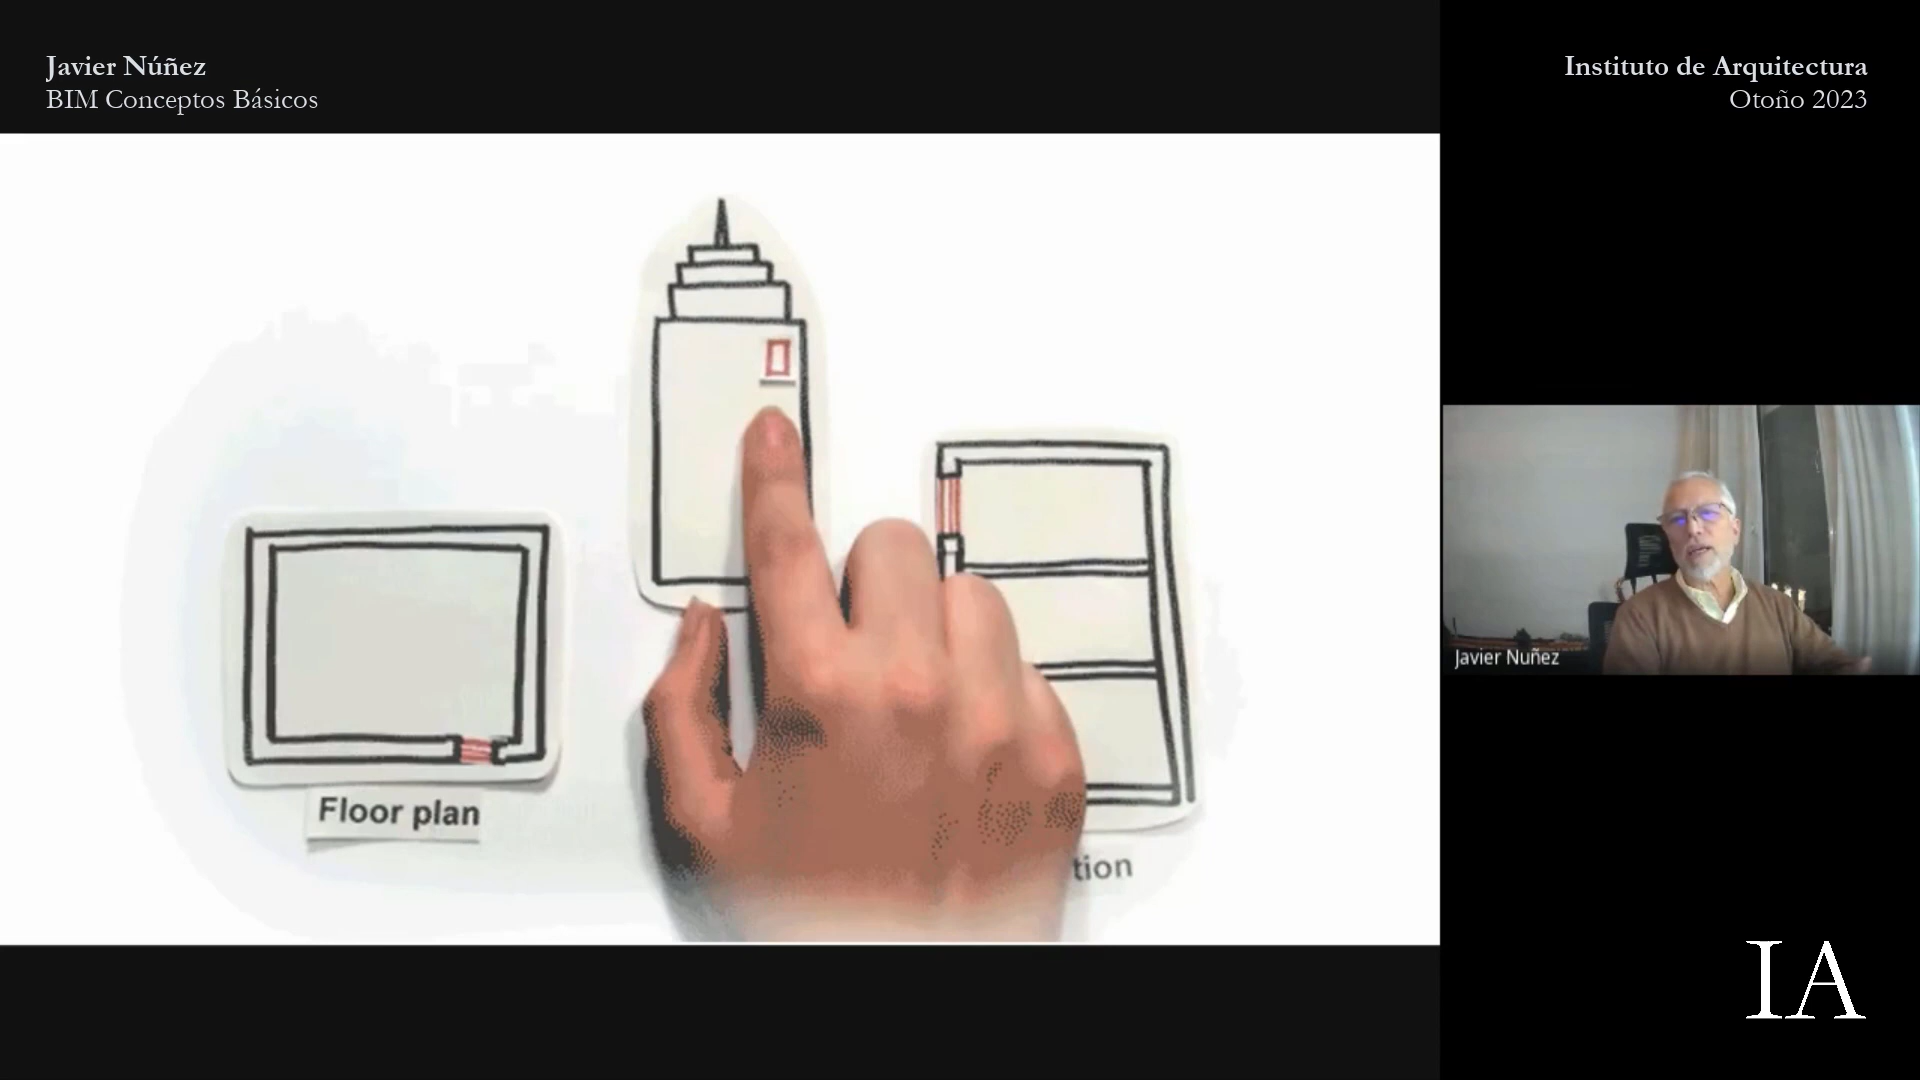 Javier Núñez
BIM Conceptos Básicos
Instituto de Arquitectura
Otoño 2023
Floor plan
tion
Javier Nuñez
IA